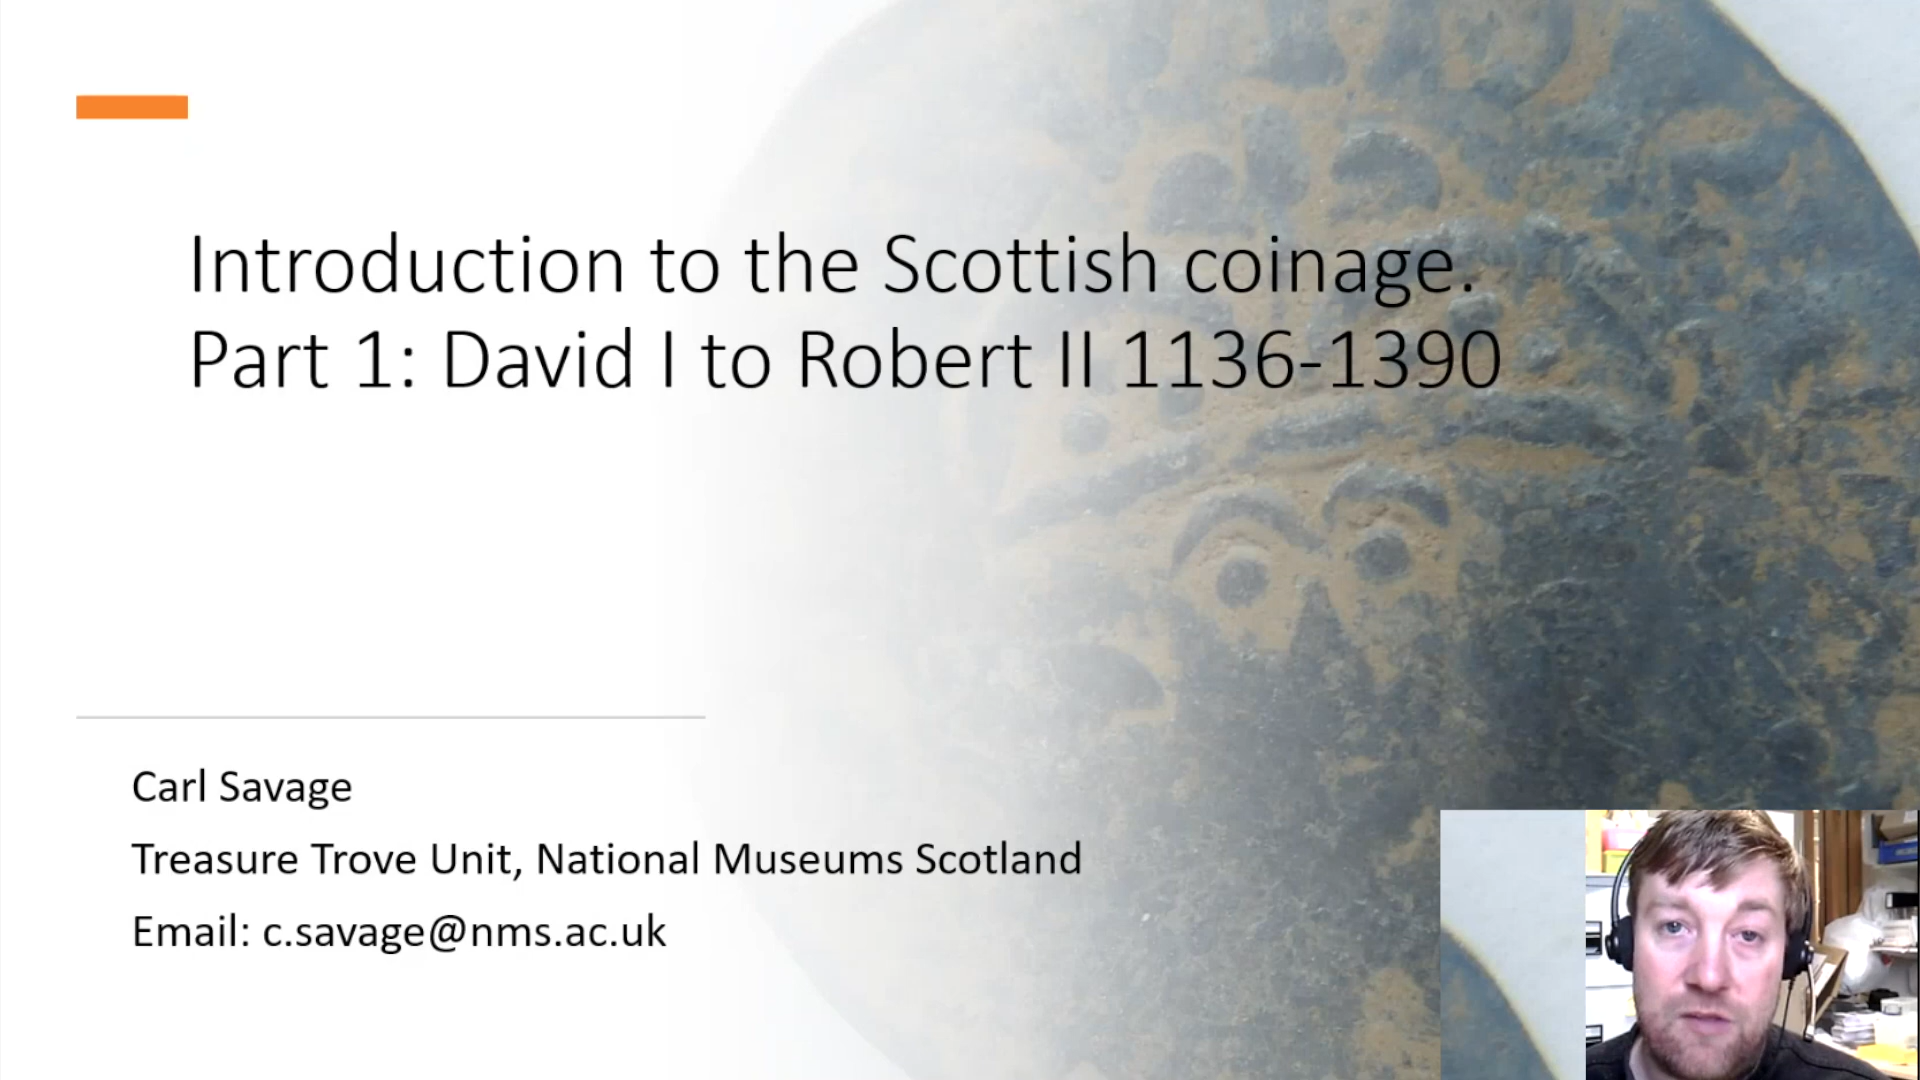 Introduction to the Scottish coinage.
Part 1: David I to Robert II 1136-1390
Carl Savage
Treasure Trove Unit, National Museums Scotland
Email: c.savage@nms.ac.uk